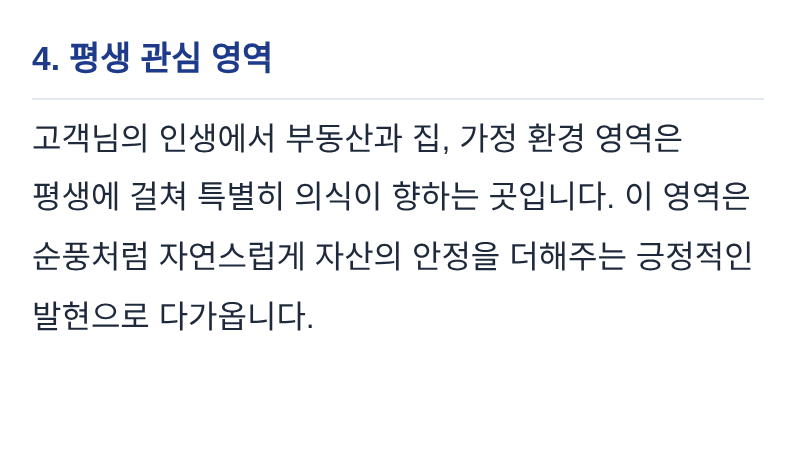 4. 평생 관심 영역
고객님의 인생에서 부동산과 집, 가정 환경 영역은
평생에 걸쳐 특별히 의식이 향하는 곳입니다. 이 영역은
순풍처럼 자연스럽게 자산의 안정을 더해주는 긍정적인
발현으로 다가옵니다.